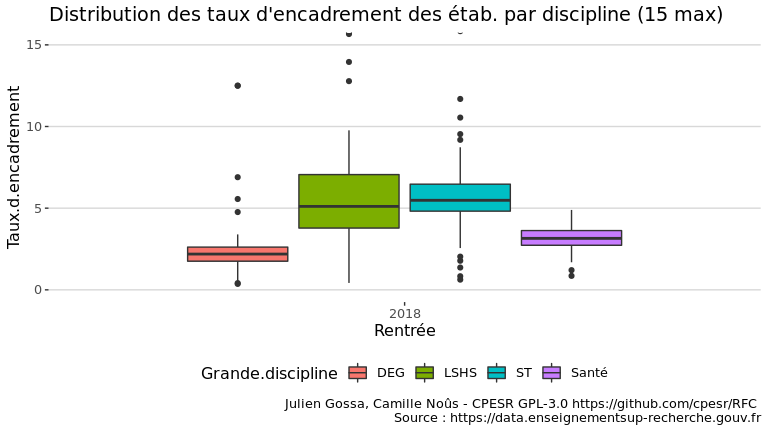 Distribution des taux d'encadrement des étab. par discipline (15 max)
Taux.d.encadrement
15
10
5
0
2018
Rentrée
Grande.discipline DEG LSHS ST Santé
Julien Gossa, Camille Noûs - CPESR GPL-3.0 https://github.com/cpesr/RFC
Source : https://data.enseignementsup-recherche.gouv.fr